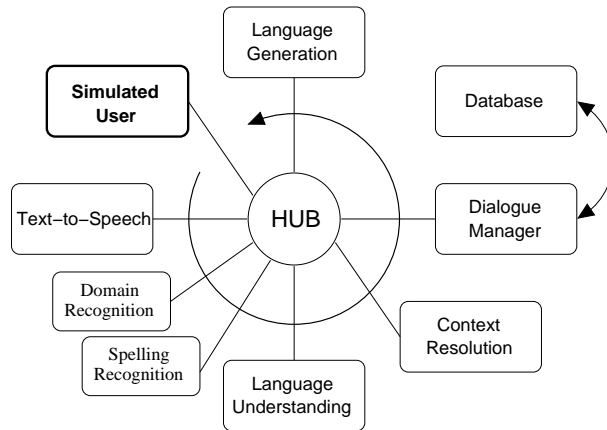 Language
Generation
Simulated
User
Database
Text−to−Speech
HUB
Dialogue
Manager
Domain
Recognition
Spelling
Recognition
Language
Understanding
Context
Resolution